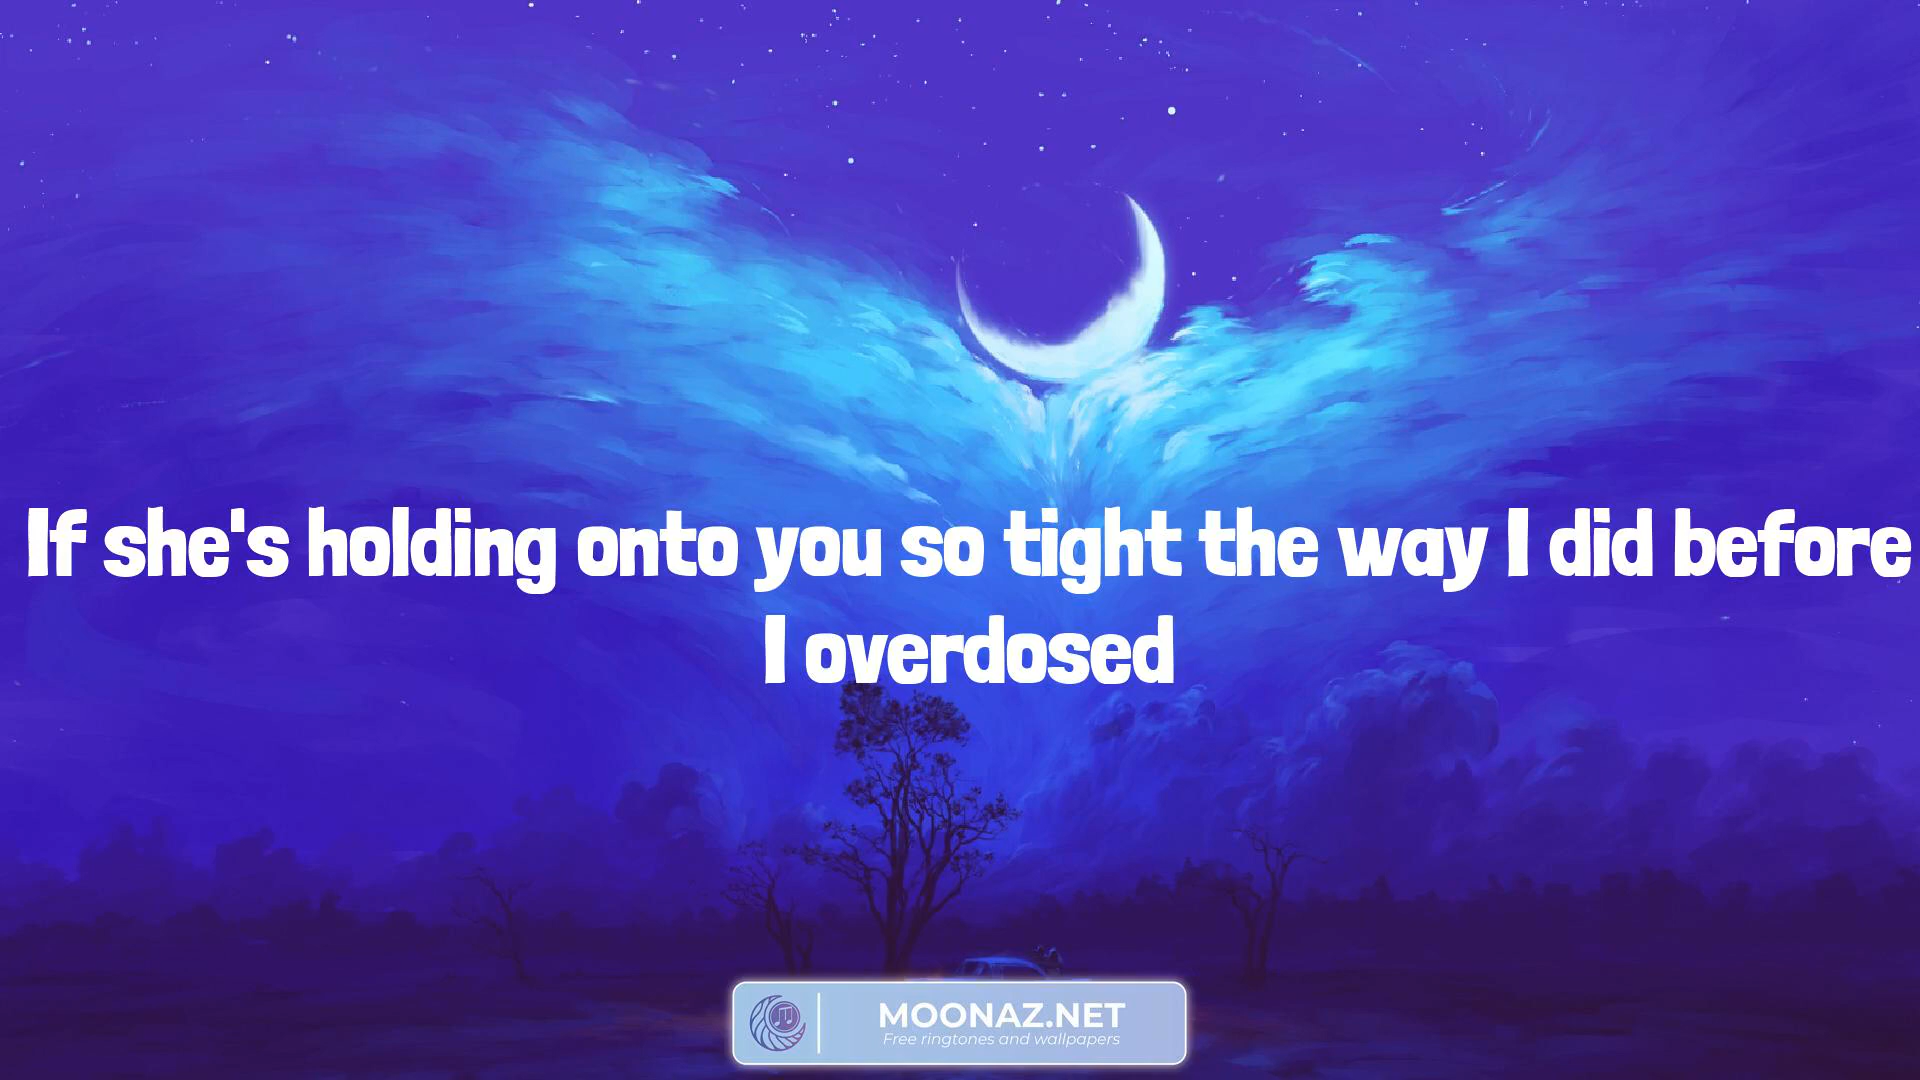 If she's holding onto you so tight the way I did before
I overdosed
MOONAZ.NET
Free ringtones and wallpapers